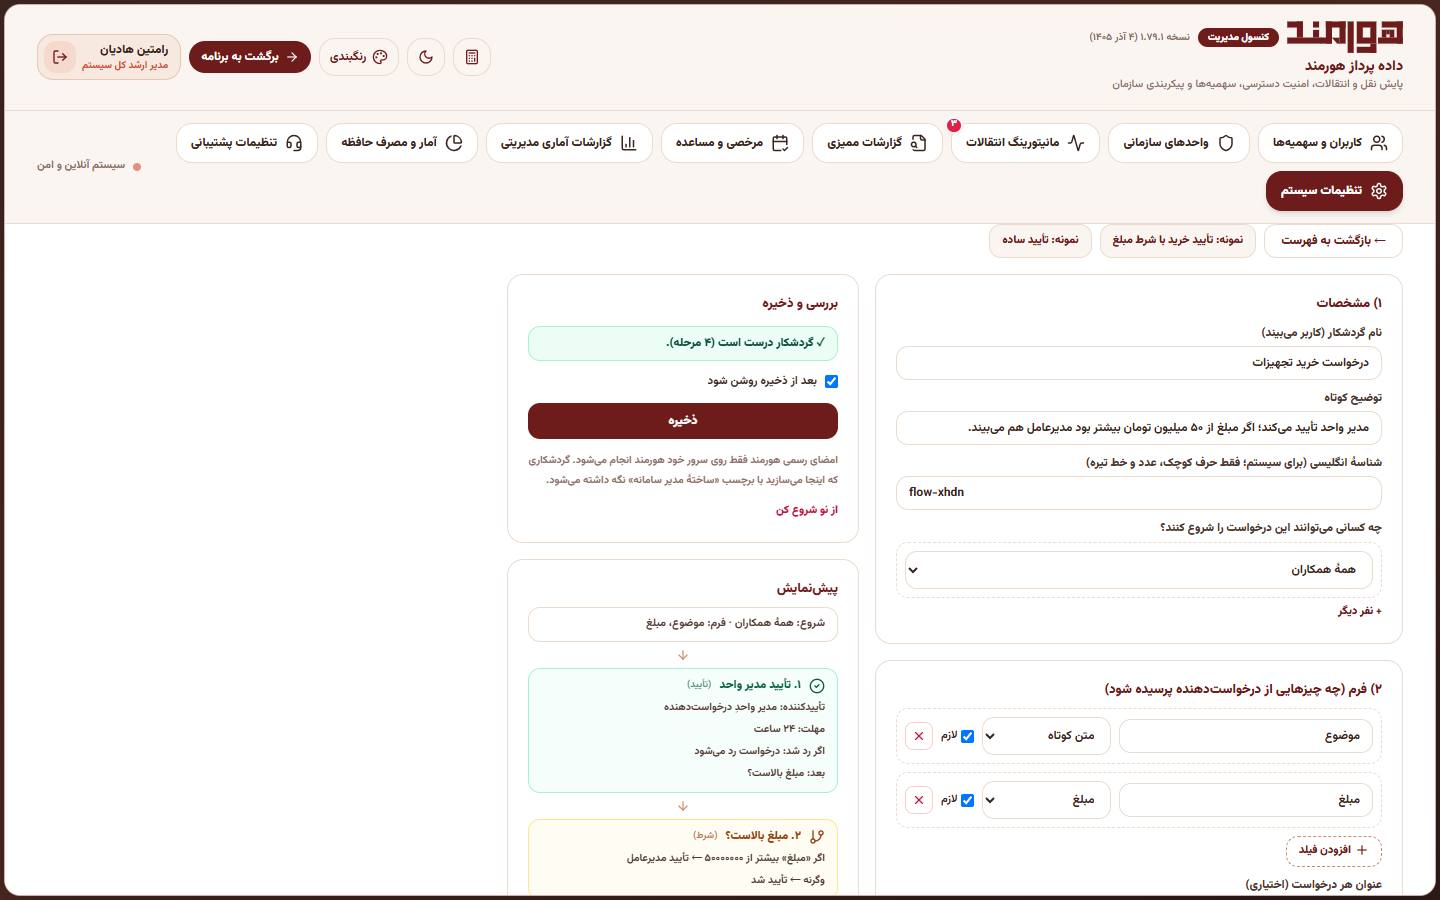 هورمند
کنسول مدیریت
نسخه ۱.۷۹.۱ (۴ آذر ۱۴۰۵)
داده پرداز هورمند
پایش نقل و انتقالات، امنیت دسترسی، سهمیه‌ها و پیکربندی سازمان
رنگبندی
برگشت به برنامه
رامتین هادیان
مدیر ارشد کل سیستم
کاربران و سهمیه‌ها
واحدهای سازمانی
مانیتورینگ انتقالات
۳
گزارشات ممیزی
مرخصی و مساعده
گزارشات آماری مدیریتی
آمار و مصرف حافظه
تنظیمات پشتیبانی
تنظیمات سیستم
سیستم آنلاین و امن
← بازگشت به فهرست
نمونه: تأیید خرید با شرط مبلغ
نمونه: تأیید ساده
۱) مشخصات
نام گردشکار (کاربر می‌بیند)
درخواست خرید تجهیزات
توضیح کوتاه
مدیر واحد تأیید می‌کند؛ اگر مبلغ از ۵۰ میلیون تومان بیشتر بود مدیرعامل هم می‌بیند.
شناسهٔ انگلیسی (برای سیستم؛ فقط حرف کوچک، عدد و خط تیره)
flow-xhdn
چه کسانی می‌توانند این درخواست را شروع کنند؟
همهٔ همکاران
+ نفر دیگر
۲) فرم (چه چیزهایی از درخواست‌دهنده پرسیده شود)
موضوع
متن کوتاه
لازم
مبلغ
مبلغ
لازم
+ افزودن فیلد
عنوان هر درخواست (اختیاری)
بررسی و ذخیره
✓ گردشکار درست است (۴ مرحله).
بعد از ذخیره روشن شود
ذخیره
امضای رسمی هورمند فقط روی سرور خود هورمند انجام می‌شود. گردشکاری
که اینجا می‌سازید با برچسب «ساختهٔ مدیر سامانه» نگه داشته می‌شود.
از نو شروع کن
پیش‌نمایش
شروع: همهٔ همکاران · فرم: موضوع، مبلغ
۱. تأیید مدیر واحد (تأیید)
تأییدکننده: مدیر واحدِ درخواست‌دهنده
مهلت: ۲۴ ساعت
اگر رد شد: درخواست رد می‌شود
بعد: مبلغ بالاست؟
۲. مبلغ بالاست؟ (شرط)
اگر «مبلغ» بیشتر از ۵۰۰۰۰۰۰۰ ← تأیید مدیرعامل
وگرنه ← تأیید شد